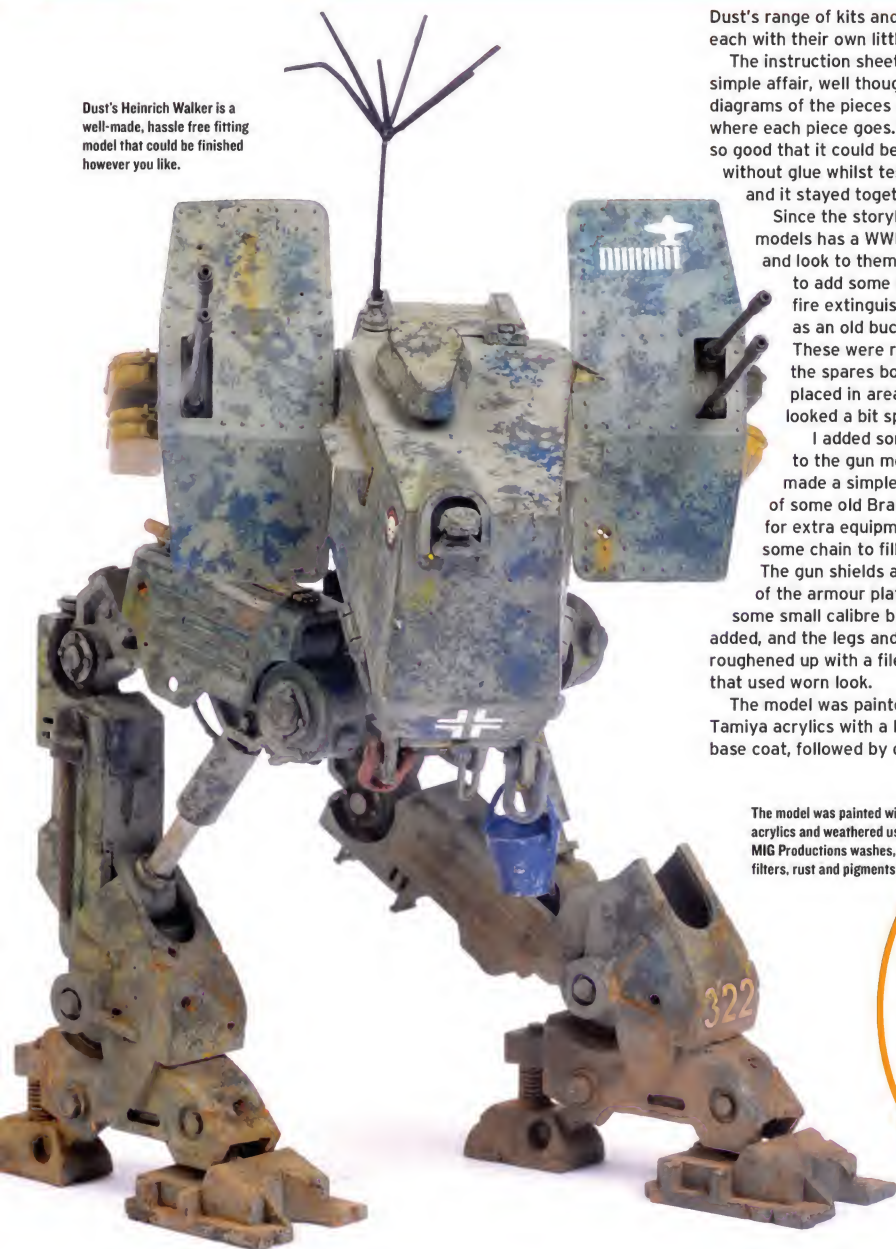 Dust's Heinrich Walker is a
well-made, hassle free fitting
model that could be finished
however you like.
Dust's range of kits and
each with their own littl
The instruction sheet
simple affair, well thoug
diagrams of the pieces
where each piece goes.
so good that it could be
without glue whilst te
and it stayed toget
Since the story
models has a WW
and look to them
to add some
fire extinguis
as an old buc
These were r
the spares bo
placed in area
looked a bit sp
I added so
to the gun m
made a simple
of some old Bra
for extra equipm
some chain to fill
The gun shields a
of the armour pla
some small calibre b
added, and the legs and
roughened up with a file
that used worn look.
The model was painte
Tamiya acrylics with a
base coat, followed by
The model was painted wi
acrylics and weathered us
MIG Productions washes,
filters, rust and pigments
322